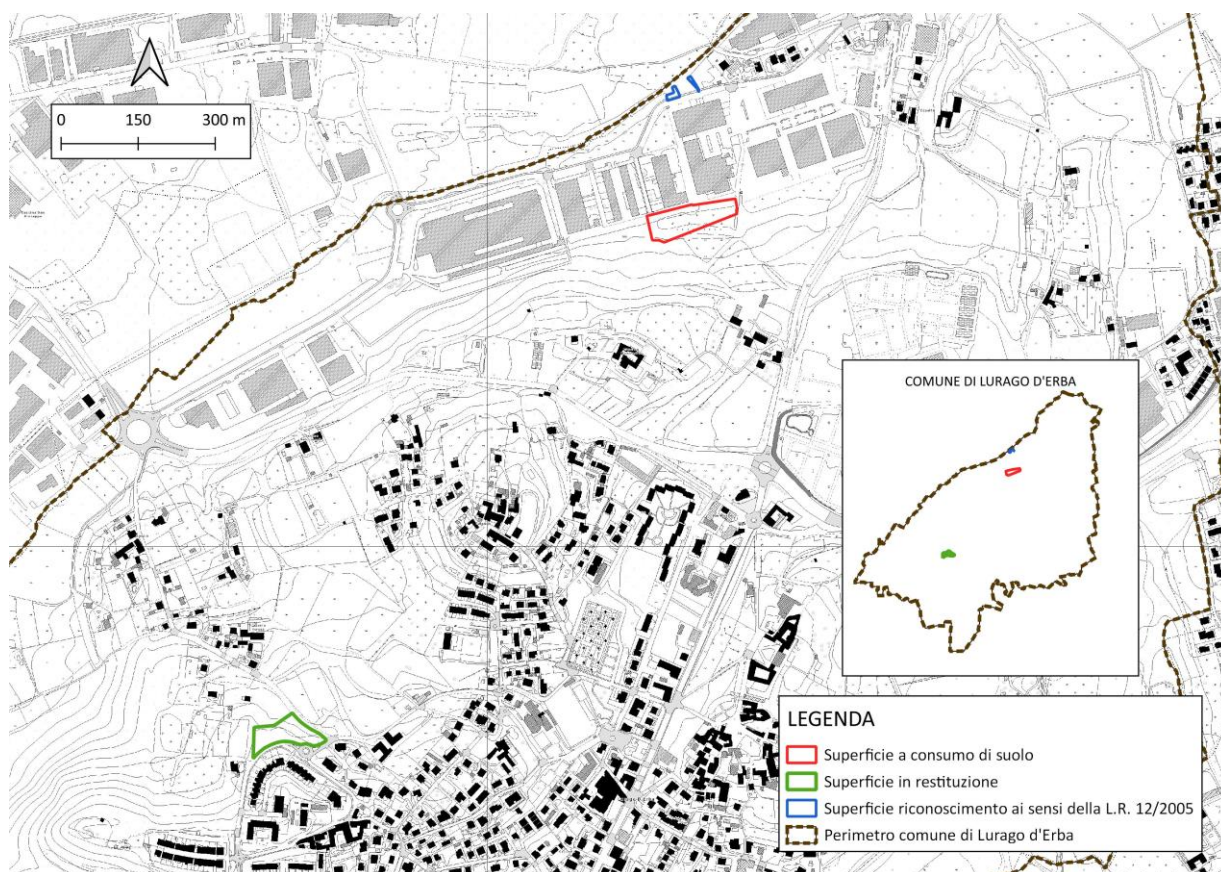 0 150 300 m
COMUNE DI LURAGO D'ERBA
LEGENDA
Superficie a consumo di suolo
Superficie in restituzione
Superficie riconoscimento ai sensi della L.R. 12/2005
Perimetro comune di Lurago d'Erba